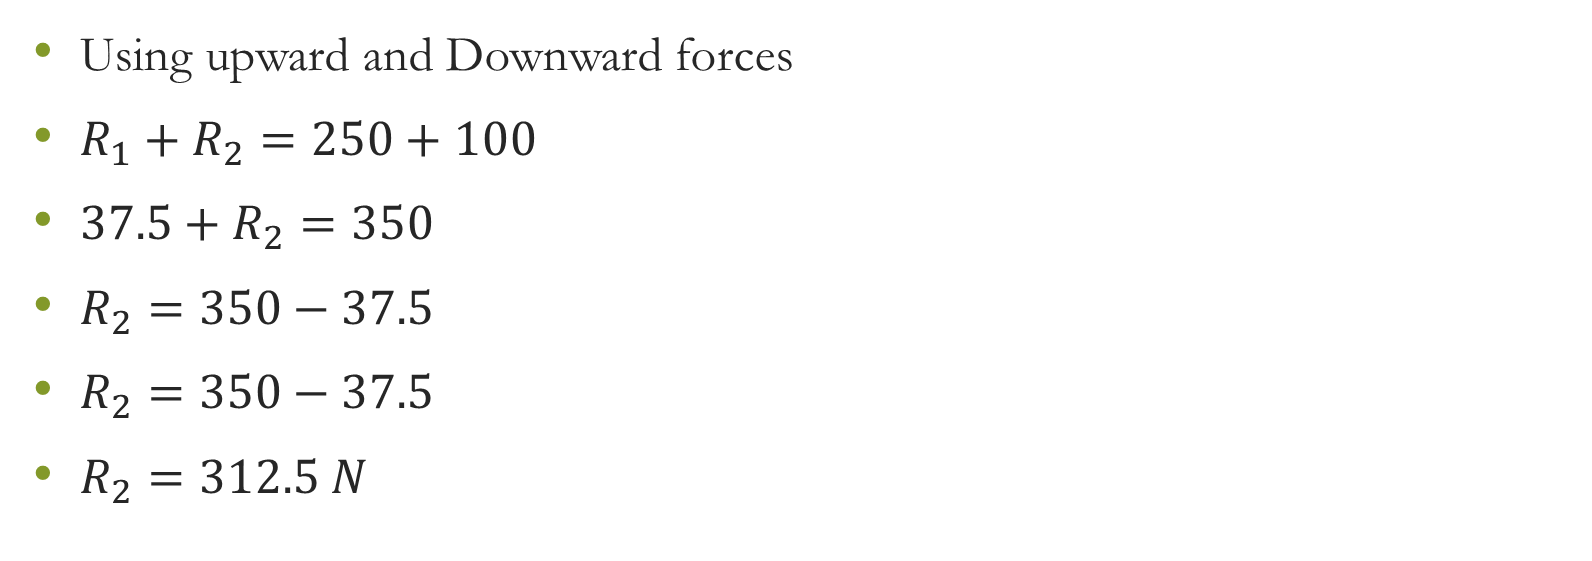 • Using upward and Downward forces
• R₁ + R₂ = 250 + 100
• 37.5 + R₂ = 350
• R₂ = 350 − 37.5
• R₂ = 350 − 37.5
• R₂ = 312.5 N